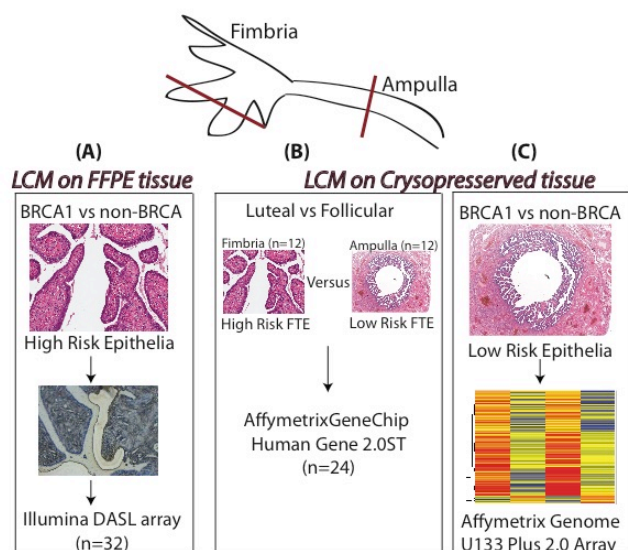 Fimbria
Ampulla
(A)
(B)
(C)
LCM on FFPE tissue
LCM on Crysopresserved tissue
BRCA1 vs non-BRCA
High Risk Epithelia
Illumina DASL array
(n=32)
Luteal vs Follicular
Fimbria (n=12)
Ampulla (n=12)
Versus
High Risk FTE
Low Risk FTE
AffymetrixGeneChip
Human Gene 2.0ST
(n=24)
BRCA1 vs non-BRCA
Low Risk Epithelia
Affymetrix Genome
U133 Plus 2.0 Array